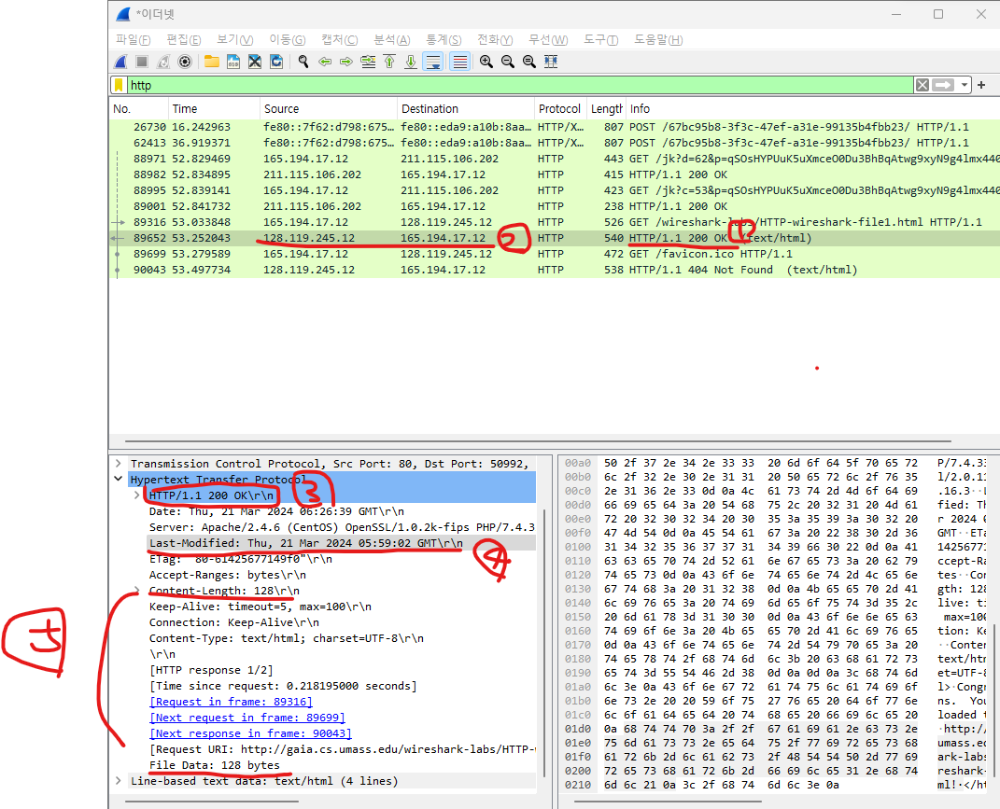 *이더넷
파일(F) 편집(E) 보기(V) 이동(G) 캡처(C) 분석(A) 통계(S) 전화(Y) 무선(W) 도구(T) 도움말(H)
http
No. Time Source Destination Protocol Length Info
26730 16.242963 fe80::7f62:d798:675… fe80::eda9:a10b:8aa… HTTP/X… 807 POST /67bc95b8-3f3c-47ef-a31e-99135b4fbb23/ HTTP/1.1
62413 36.919371 fe80::7f62:d798:675… fe80::eda9:a10b:8aa… HTTP/X… 807 POST /67bc95b8-3f3c-47ef-a31e-99135b4fbb23/ HTTP/1.1
88971 52.829469 165.194.17.12 211.115.106.202 HTTP 443 GET /jk?d=62&p=qSOsHYPUuK5uXmceO0Du3BhBqAtwg9xyN9g4lmx440
88982 52.834895 211.115.106.202 165.194.17.12 HTTP 415 HTTP/1.1 200 OK
88995 52.839141 165.194.17.12 211.115.106.202 HTTP 423 GET /jk?c=53&p=qSOsHYPUuK5uXmceO0Du3BhBqAtwg9xyN9g4lmx440
89001 52.841732 211.115.106.202 165.194.17.12 HTTP 238 HTTP/1.1 200 OK
89316 53.033848 165.194.17.12 128.119.245.12 HTTP 526 GET /wireshark-labs/HTTP-wireshark-file1.html HTTP/1.1
89652 53.252043 128.119.245.12 165.194.17.12 HTTP 540 HTTP/1.1 200 OK (text/html)
89699 53.279589 165.194.17.12 128.119.245.12 HTTP 472 GET /favicon.ico HTTP/1.1
90043 53.497734 128.119.245.12 165.194.17.12 HTTP 538 HTTP/1.1 404 Not Found (text/html)
1
2
Transmission Control Protocol, Src Port: 80, Dst Port: 50992,
Hypertext Transfer Protocol
HTTP/1.1 200 OK\r\n
3
Date: Thu, 21 Mar 2024 06:26:39 GMT\r\n
Server: Apache/2.4.6 (CentOS) OpenSSL/1.0.2k-fips PHP/7.4.3
Last-Modified: Thu, 21 Mar 2024 05:59:02 GMT\r\n
4
ETag: "80-61425677149f0"\r\n
Accept-Ranges: bytes\r\n
Content-Length: 128\r\n
Keep-Alive: timeout=5, max=100\r\n
Connection: Keep-Alive\r\n
5
Content-Type: text/html; charset=UTF-8\r\n
\r\n
[HTTP response 1/2]
[Time since request: 0.218195000 seconds]
[Request in frame: 89316]
[Next request in frame: 89699]
[Next response in frame: 90043]
[Request URI: http://gaia.cs.umass.edu/wireshark-labs/HTTP-
File Data: 128 bytes
Line-based text data: text/html (4 lines)
00a0 50 2f 37 2e 34 2e 33 33 20 6d 6f 64 5f 70 65 72 P/7.4.33
00b0 6c 2f 32 2e 30 2e 31 31 20 50 65 72 6c 2f 76 35 l/2.0.11
00c0 2e 31 36 2e 33 0d 0a 4c 61 73 74 2d 4d 6f 64 69 .16.3··L
00d0 66 69 65 64 3a 20 54 68 75 2c 20 32 31 20 4d 61 fied: Th
00e0 72 20 32 30 32 34 20 30 35 3a 35 39 3a 30 32 20 r 2024 0
00f0 47 4d 54 0d 0a 45 54 61 67 3a 20 22 38 30 2d 36 GMT··ETa
0100 31 34 32 35 36 37 37 31 34 39 66 30 22 0d 0a 41 14256771
0110 63 63 65 70 74 2d 52 61 6e 67 65 73 3a 20 62 79 ccept-Ra
0120 74 65 73 0d 0a 43 6f 6e 74 65 6e 74 2d 4c 65 6e tes··Con
0130 67 74 68 3a 20 31 32 38 0d 0a 4b 65 65 70 2d 41 gth: 128
0140 6c 69 76 65 3a 20 74 69 6d 65 6f 75 74 3d 35 2c live: ti
0150 20 6d 61 78 3d 31 30 30 0d 0a 43 6f 6e 6e 65 63 max=100
0160 74 69 6f 6e 3a 20 4b 65 65 70 2d 41 6c 69 76 65 tion: Ke
0170 0d 0a 43 6f 6e 74 65 6e 74 2d 54 79 70 65 3a 20 ··Conten
0180 74 65 78 74 2f 68 74 6d 6c 3b 20 63 68 61 72 73 text/htm
0190 65 74 3d 55 54 46 2d 38 0d 0a 0d 0a 3c 68 74 6d et=UTF-8
01a0 6c 3e 0a 43 6f 6e 67 72 61 74 75 6c 61 74 69 6f l>·Congr
01b0 6e 73 2e 20 20 59 6f 75 27 76 65 20 64 6f 77 6e ns. You
01c0 6c 6f 61 64 65 64 20 74 68 65 20 66 69 6c 65 20 loaded t
01d0 0a 68 74 74 70 3a 2f 2f 67 61 69 61 2e 63 73 2e ·http://
01e0 75 6d 61 73 73 2e 65 64 75 2f 77 69 72 65 73 68 umass.ed
01f0 61 72 6b 2d 6c 61 62 73 2f 48 54 54 50 2d 77 69 ark-labs
0200 72 65 73 68 61 72 6b 2d 66 69 6c 65 31 2e 68 74 reshark-
0210 6d 6c 21 0a 3c 2f 68 74 6d 6c 3e 0a ml!·</ht